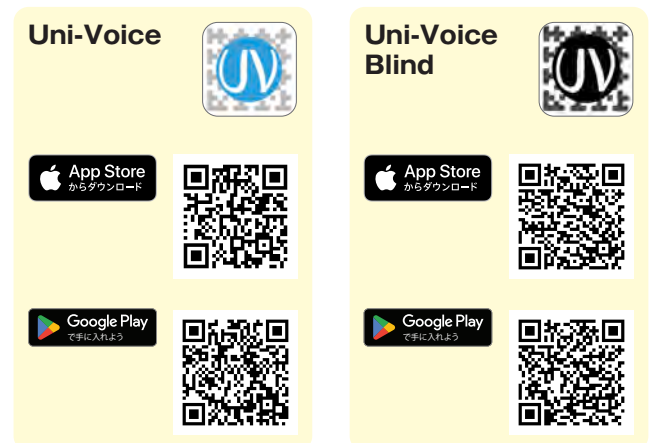 Uni-Voice
UV
App Store
からダウンロード
Google Play
で手に入れよう
Uni-Voice
Blind
UV
App Store
からダウンロード
Google Play
で手に入れよう